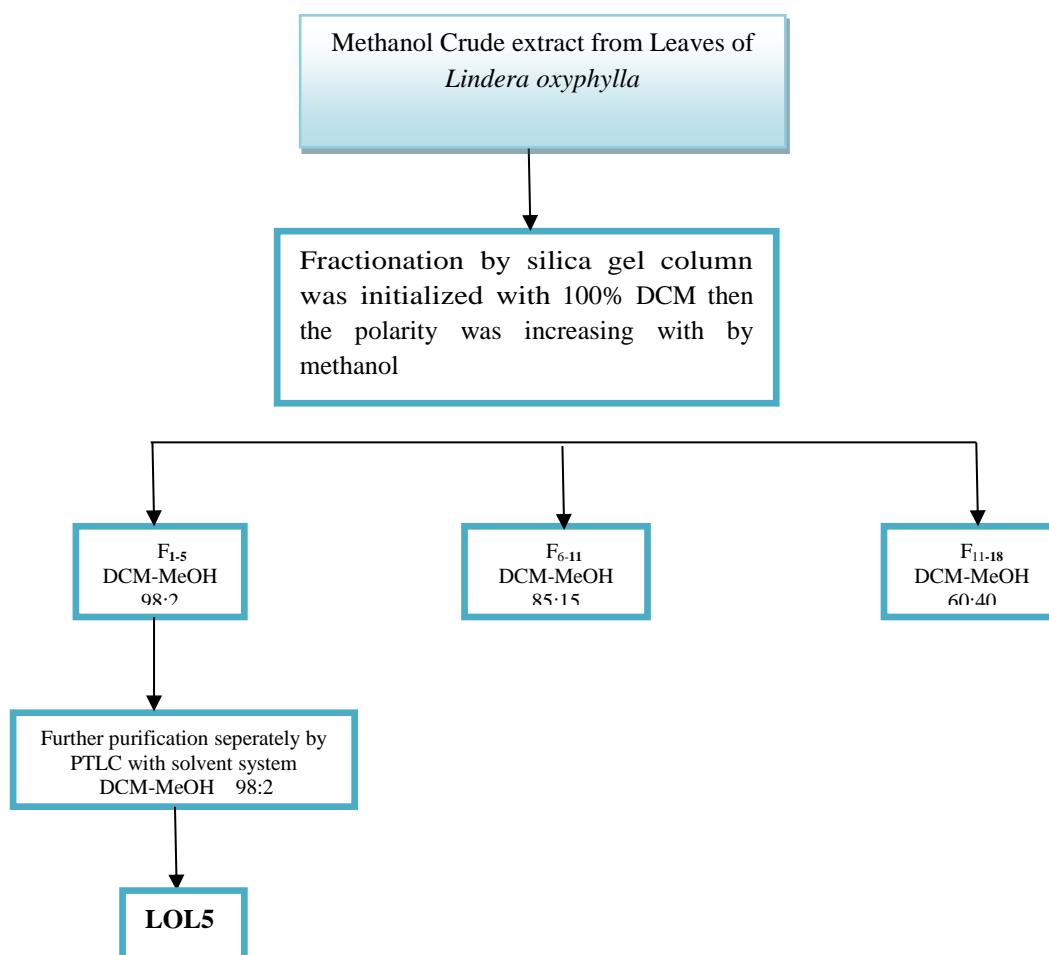 Methanol Crude extract from Leaves of
Lindera oxyphylla
Fractionation by silica gel column
was initialized with 100% DCM then
the polarity was increasing with by
methanol
F1-5
DCM-MeOH
98:2
F6-11
DCM-MeOH
85:15
F11-18
DCM-MeOH
60:40
Further purification seperately by
PTLC with solvent system
DCM-MeOH 98:2
LOL5